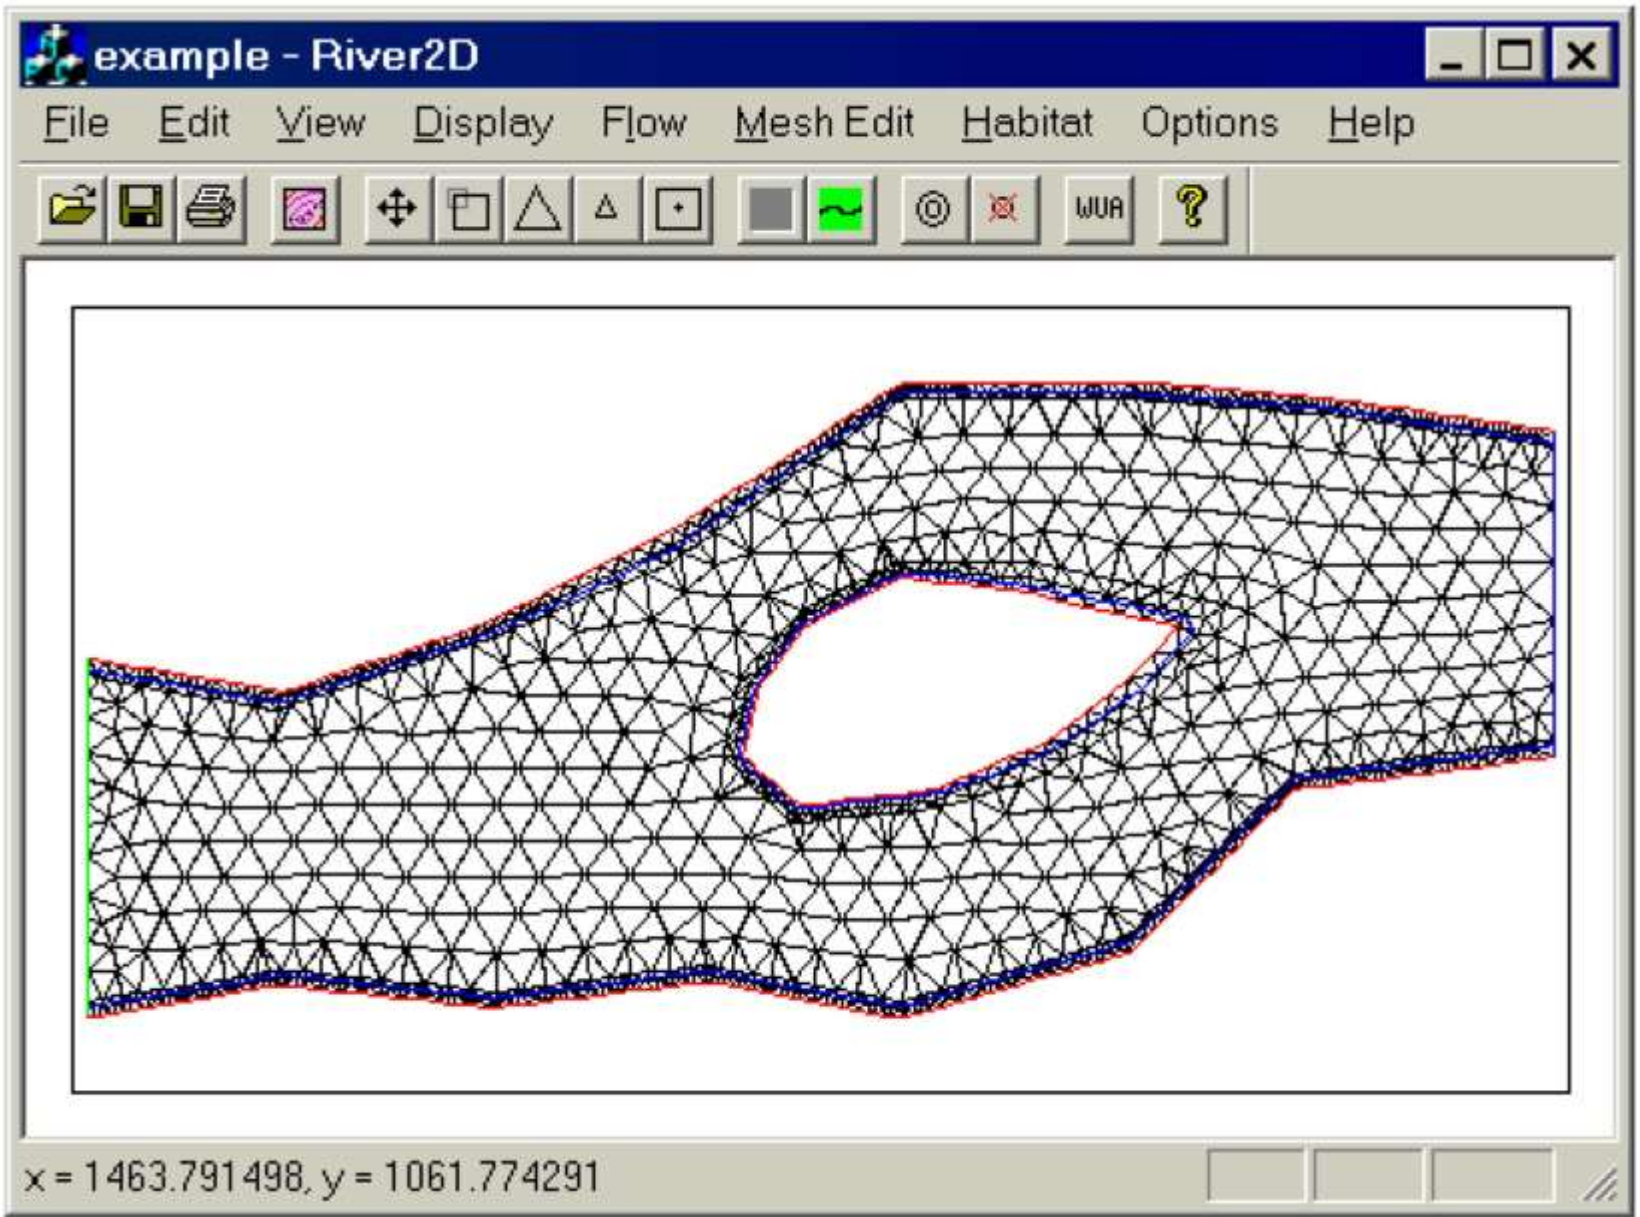 example - River2D
File Edit View Display Flow Mesh Edit Habitat Options Help
WUA ?
x = 1463.791498, y = 1061.774291